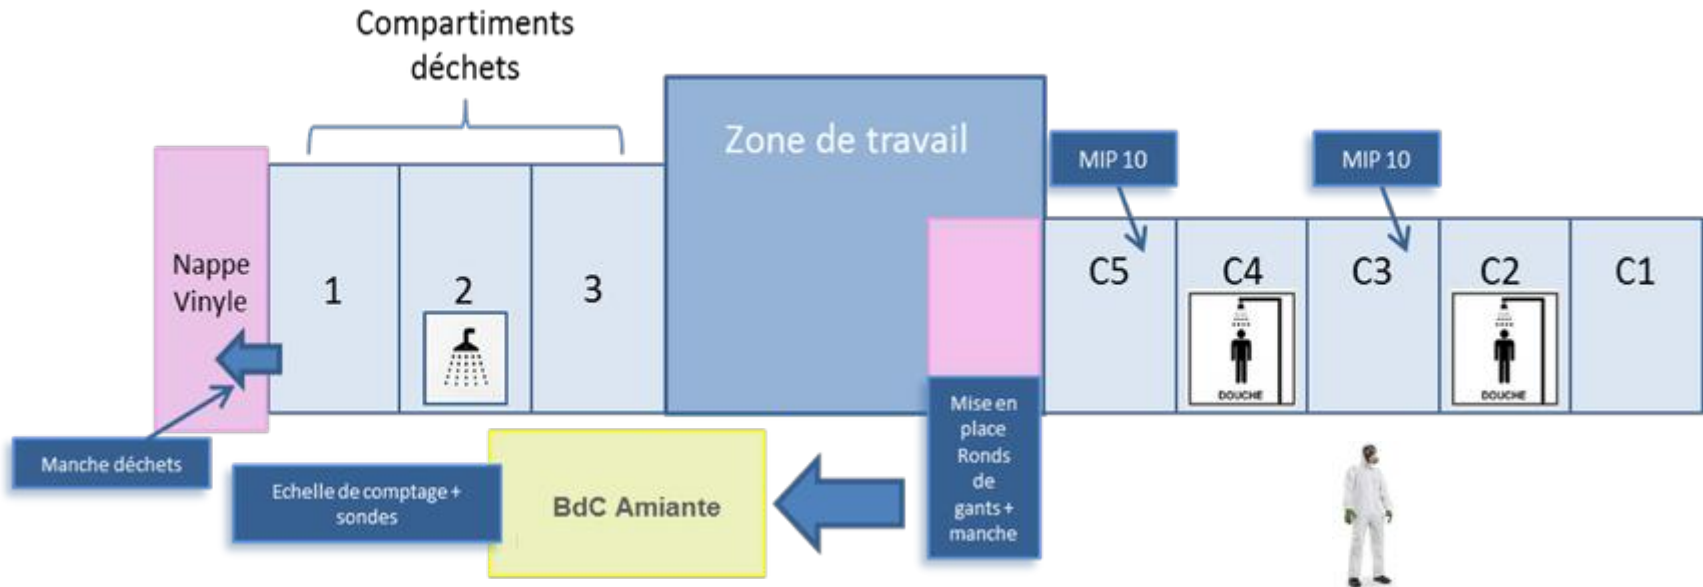 Compartiments
déchets
Zone de travail
MIP 10
MIP 10
Nappe
Vinyle
1
2
3
C5
C4
C3
C2
C1
DOUCHE
DOUCHE
Manche déchets
Echelle de comptage +
sondes
BdC Amiante
Mise en
place
Ronds
de
gants +
manche